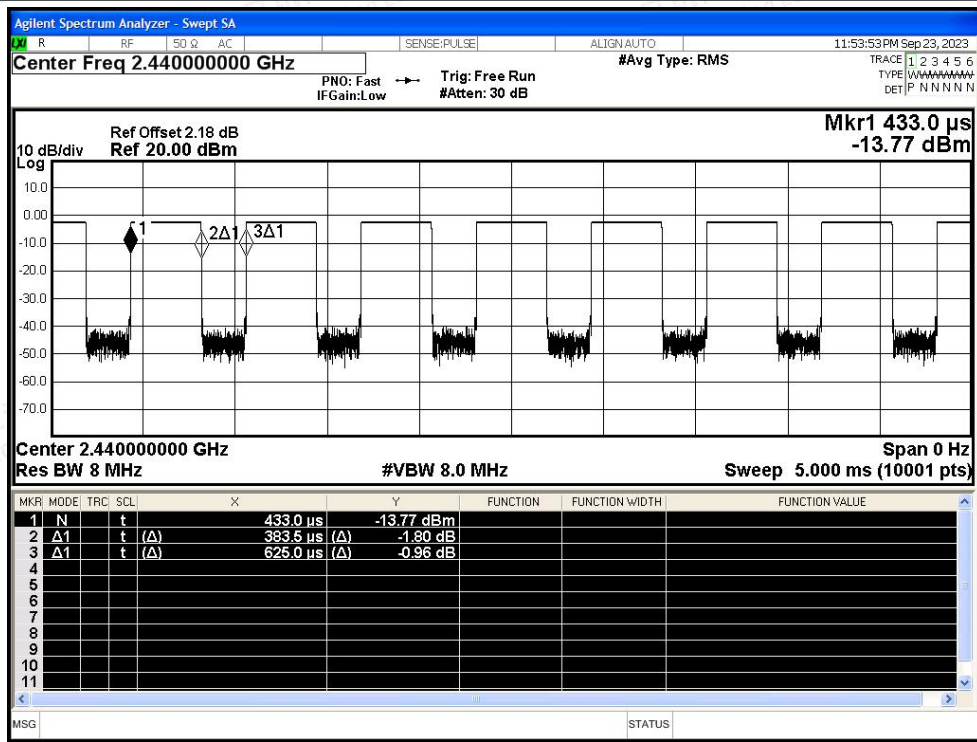 Agilent Spectrum Analyzer - Swept SA
LXI R RF 50 Ω AC SENSE:PULSE ALIGN AUTO 11:53:53 PM Sep 23, 2023
Center Freq 2.440000000 GHz #Avg Type: RMS TRACE 1 2 3 4 5 6
PNO: Fast Trig: Free Run TYPE WWWWWW
IFGain:Low #Atten: 30 dB DET P N N N N N
Mkr1 433.0 µs
Ref Offset 2.18 dB
10 dB/div Ref 20.00 dBm -13.77 dBm
Log
10.0
0.00
1 2Δ1 3Δ1
-10.0
-20.0
-30.0
-40.0
-50.0
-60.0
-70.0
Center 2.440000000 GHz Span 0 Hz
Res BW 8 MHz #VBW 8.0 MHz Sweep 5.000 ms (10001 pts)
MKR MODE TRC SCL X Y FUNCTION FUNCTION WIDTH FUNCTION VALUE
1 N t 433.0 µs -13.77 dBm
2 Δ1 t (Δ) 383.5 µs (Δ) -1.80 dB
3 Δ1 t (Δ) 625.0 µs (Δ) -0.96 dB
4
5
6
7
8
9
10
11
MSG STATUS